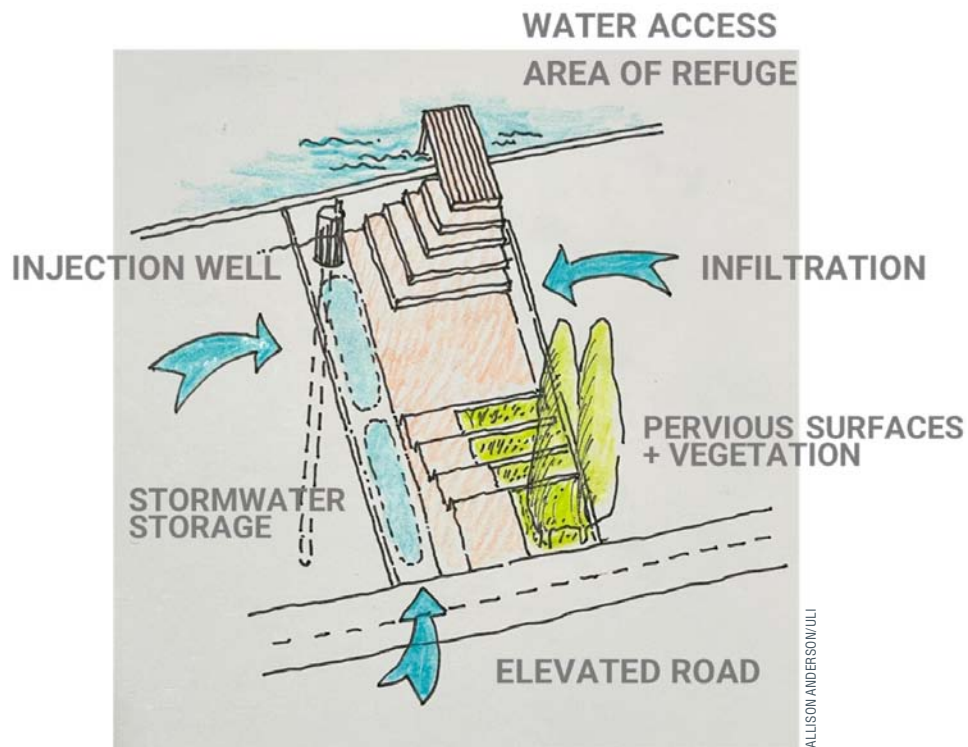 WATER ACCESS
AREA OF REFUGE
INJECTION WELL
INFILTRATION
PERVIOUS SURFACES
+ VEGETATION
STORMWATER
STORAGE
ELEVATED ROAD
ALLISON ANDERSON/ULI